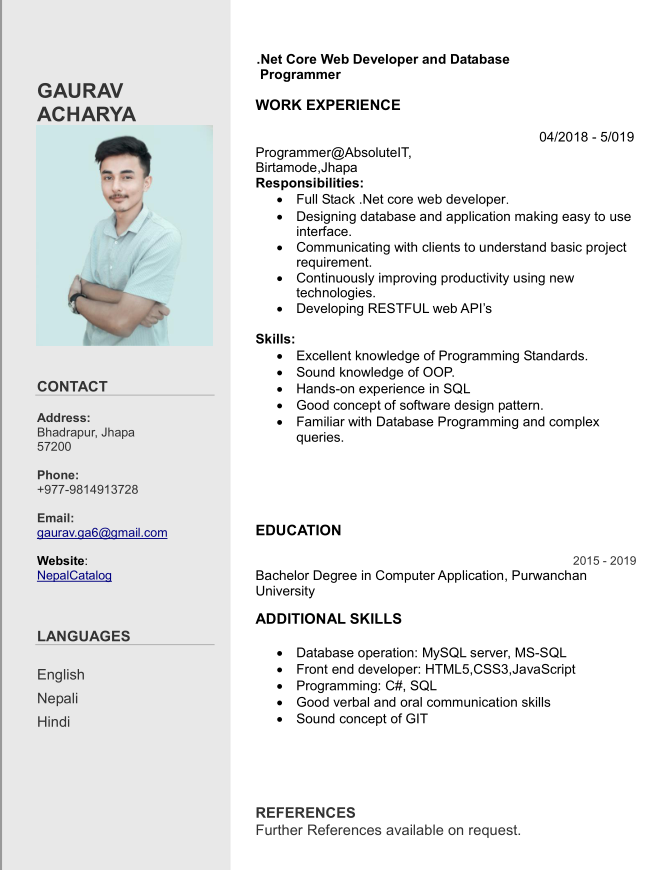 GAURAV
ACHARYA
CONTACT
Address:
Bhadrapur, Jhapa
57200
Phone:
+977-9814913728
Email:
gaurav.ga6@gmail.com
Website:
NepalCatalog
LANGUAGES
English
Nepali
Hindi
.Net Core Web Developer and Database
Programmer
WORK EXPERIENCE
04/2018 - 5/019
Programmer@AbsoluteIT,
Birtamode,Jhapa
Responsibilities:
• Full Stack .Net core web developer.
• Designing database and application making easy to use
interface.
• Communicating with clients to understand basic project
requirement.
• Continuously improving productivity using new
technologies.
• Developing RESTFUL web API’s
Skills:
• Excellent knowledge of Programming Standards.
• Sound knowledge of OOP.
• Hands-on experience in SQL
• Good concept of software design pattern.
• Familiar with Database Programming and complex
queries.
EDUCATION
2015 - 2019
Bachelor Degree in Computer Application, Purwanchan
University
ADDITIONAL SKILLS
• Database operation: MySQL server, MS-SQL
• Front end developer: HTML5,CSS3,JavaScript
• Programming: C#, SQL
• Good verbal and oral communication skills
• Sound concept of GIT
REFERENCES
Further References available on request.